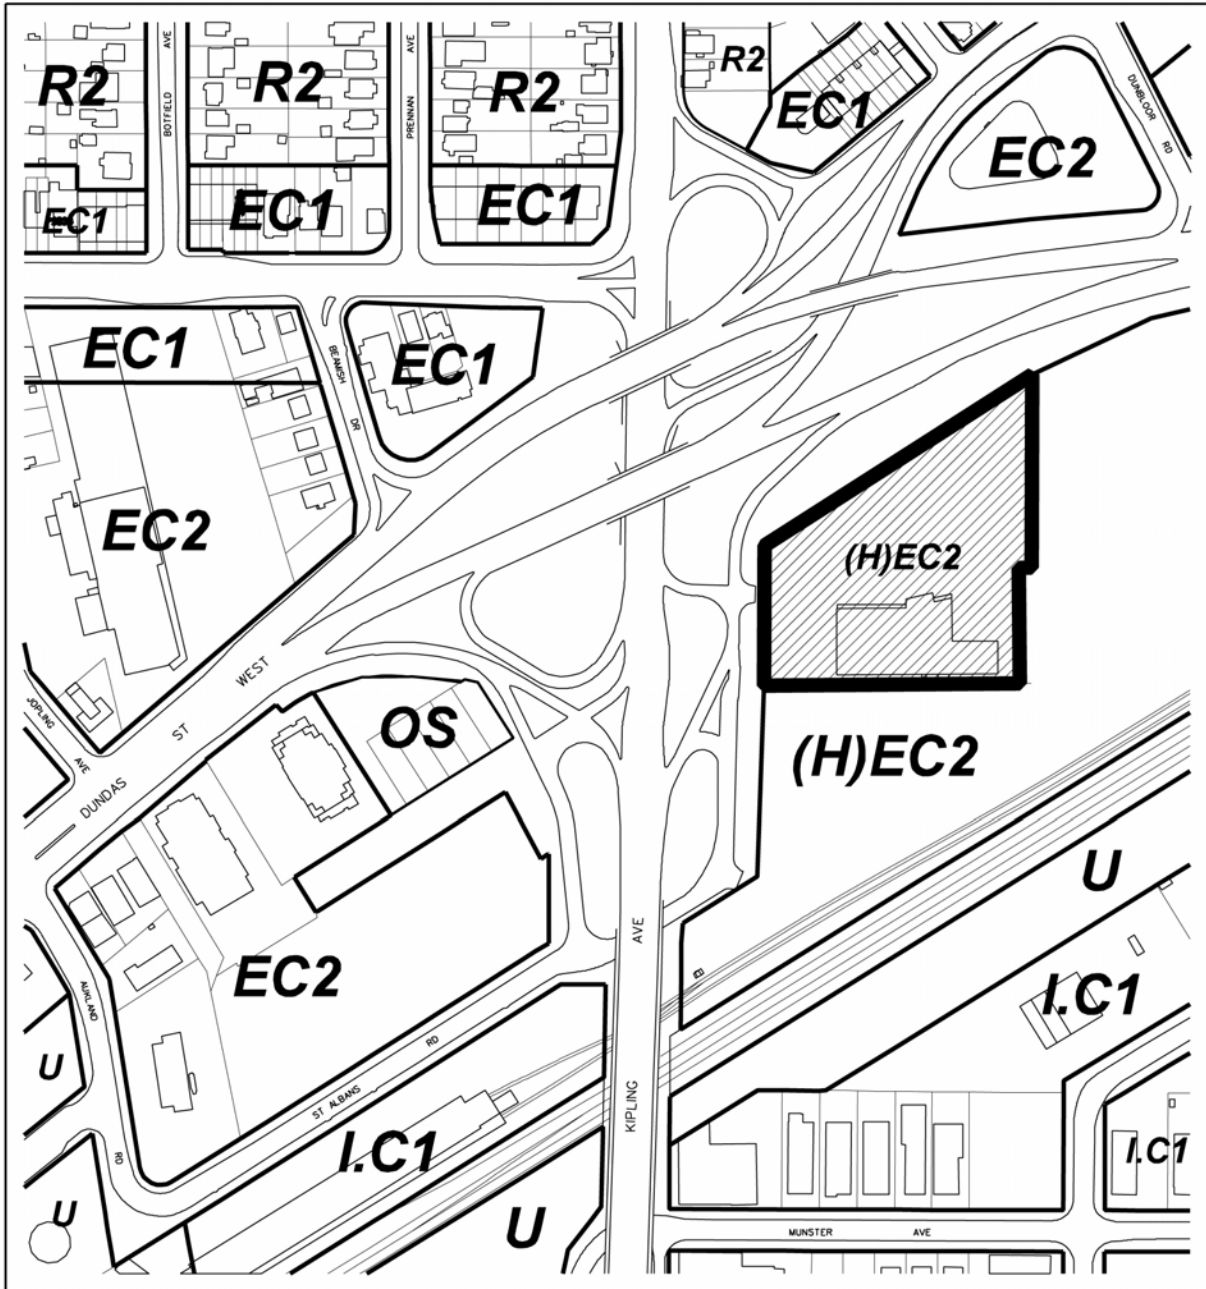 BOTFIELD AVE
PRENNAN AVE
R2
R2
R2
R2
EC1
EC2
DUNBLOOR RD
EC1
EC1
EC1
EC1
BEAMISH DR
EC1
EC2
(H)EC2
JOPLING AVE
DUNDAS ST WEST
OS
(H)EC2
U
EC2
KIPLING AVE
I.C1
AUKLAND RD
U
ST ALBANS RD
I.C1
I.C1
U
U
MUNSTER AVE